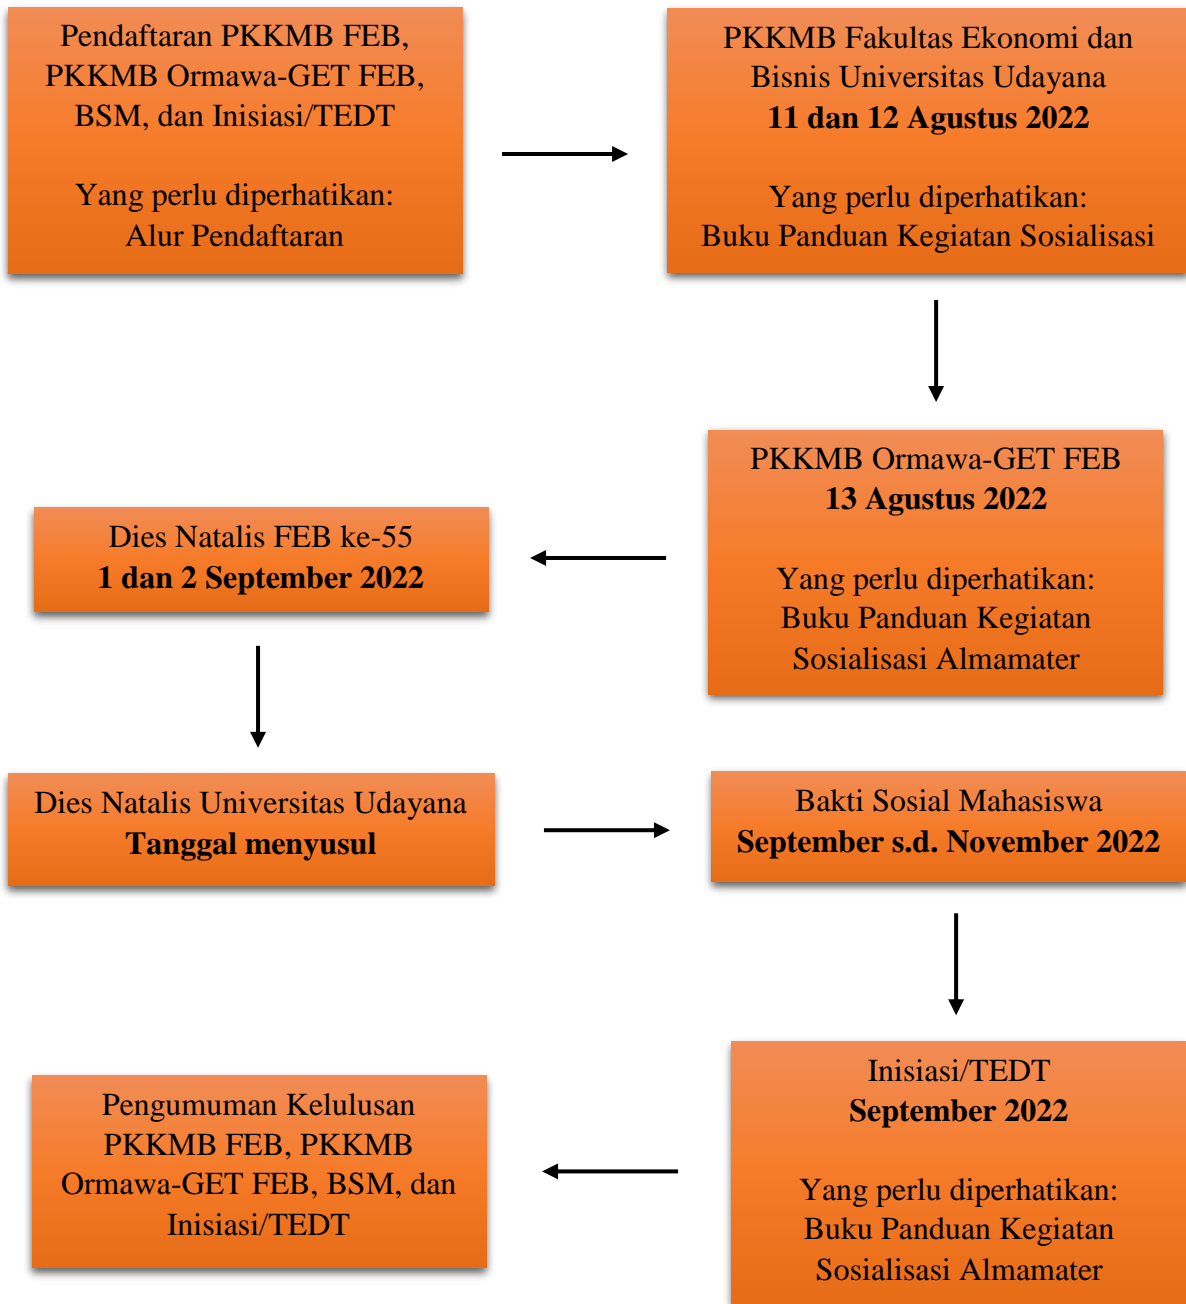 Pendaftaran PKKMB FEB,
PKKMB Ormawa-GET FEB,
BSM, dan Inisiasi/TEDT
Yang perlu diperhatikan:
Alur Pendaftaran
PKKMB Fakultas Ekonomi dan
Bisnis Universitas Udayana
11 dan 12 Agustus 2022
Yang perlu diperhatikan:
Buku Panduan Kegiatan Sosialisasi
PKKMB Ormawa-GET FEB
13 Agustus 2022
Yang perlu diperhatikan:
Buku Panduan Kegiatan
Sosialisasi Almamater
Dies Natalis FEB ke-55
1 dan 2 September 2022
Dies Natalis Universitas Udayana
Tanggal menyusul
Bakti Sosial Mahasiswa
September s.d. November 2022
Inisiasi/TEDT
September 2022
Yang perlu diperhatikan:
Buku Panduan Kegiatan
Sosialisasi Almamater
Pengumuman Kelulusan
PKKMB FEB, PKKMB
Ormawa-GET FEB, BSM, dan
Inisiasi/TEDT